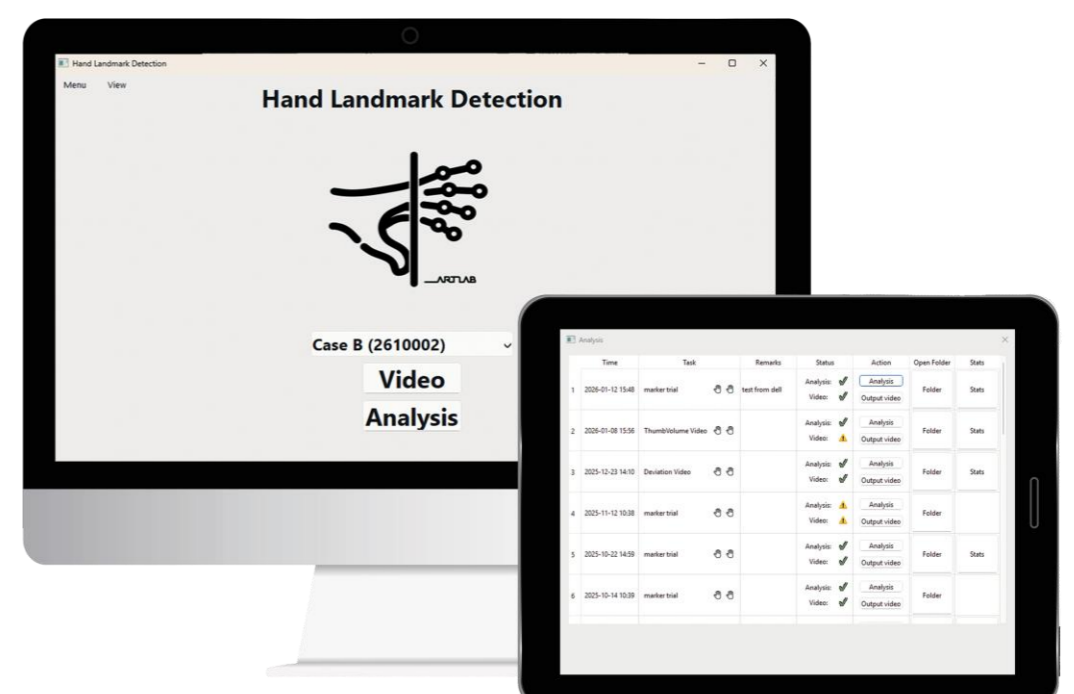 Hand Landmark Detection
Menu View
Hand Landmark Detection
ARTLAB
Case B (2610002)
Video
Analysis
Analysis
Time Task Remarks Status Action Open Folder Stats
1 2026-01-12 15:48 marker trial test from dell Analysis: Analysis Folder Stats
Video: Output video
2 2026-01-08 15:56 ThumbVolume Video Analysis: Analysis Folder Stats
Video: Output video
3 2025-12-23 14:10 Deviation Video Analysis: Analysis Folder Stats
Video: Output video
4 2025-11-12 10:38 marker trial Analysis: Analysis Folder
Video: Output video
5 2025-10-22 14:59 marker trial Analysis: Analysis Folder Stats
Video: Output video
6 2025-10-14 10:39 marker trial Analysis: Analysis Folder
Video: Output video